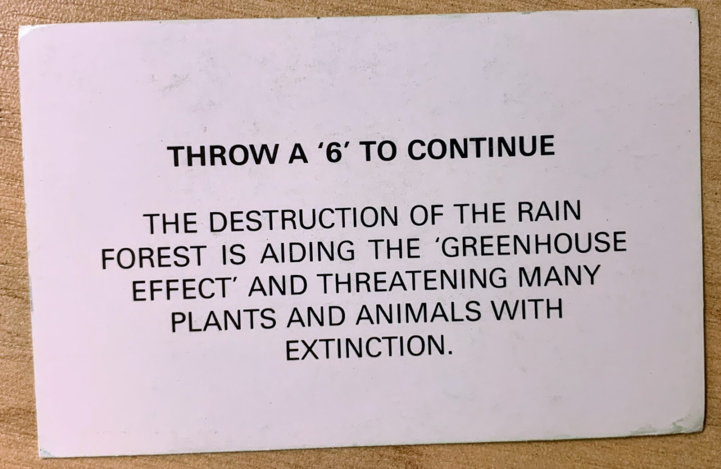 THROW A ‘6’ TO CONTINUE
THE DESTRUCTION OF THE RAIN
FOREST IS AIDING THE ‘GREENHOUSE
EFFECT’ AND THREATENING MANY
PLANTS AND ANIMALS WITH
EXTINCTION.